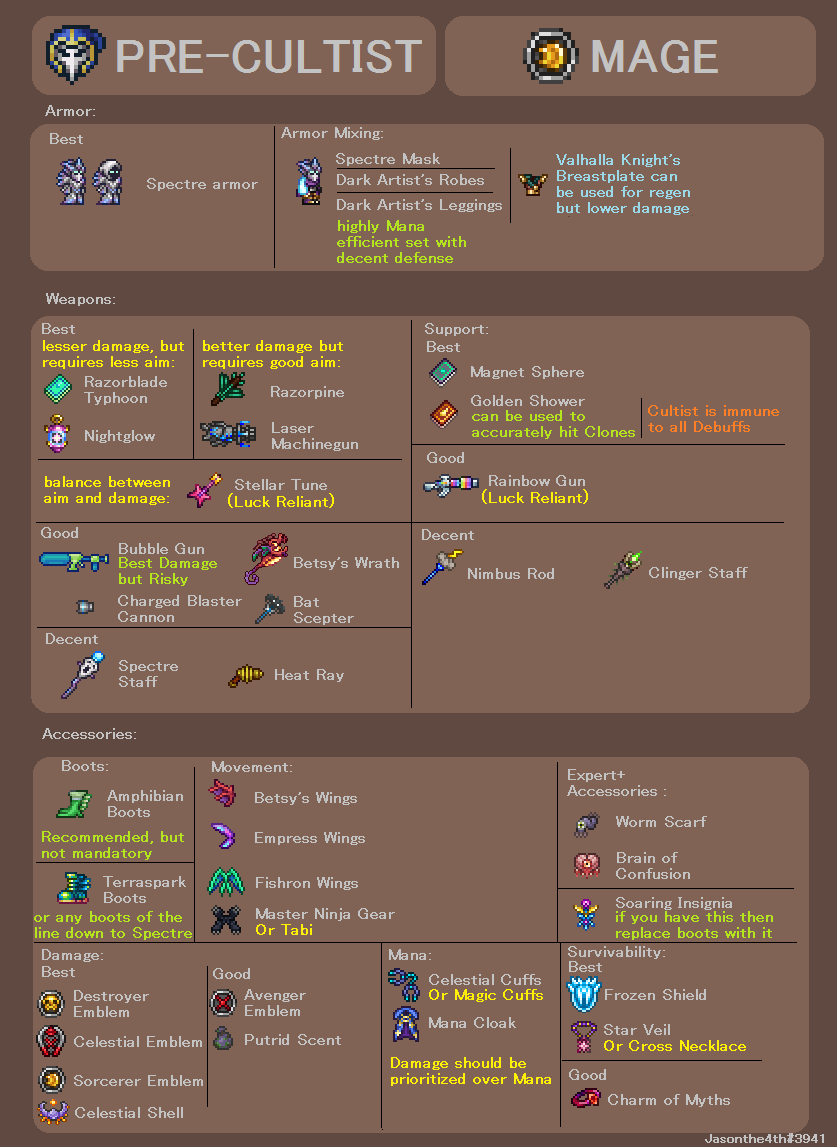 PRE-CULTIST
MAGE
Armor:
Best
Spectre armor
Armor Mixing:
Spectre Mask
Dark Artist's Robes
Dark Artist's Leggings
highly Mana
efficient set with
decent defense
Valhalla Knight's
Breastplate can
be used for regen
but lower damage
Weapons:
Best
lesser damage, but
requires less aim:
Razorblade
Typhoon
Nightglow
better damage but
requires good aim:
Razorpine
Laser
Machinegun
balance between
aim and damage:
Stellar Tune
(Luck Reliant)
Good
Bubble Gun
Best Damage
but Risky
Betsy's Wrath
Charged Blaster
Cannon
Bat
Scepter
Decent
Spectre
Staff
Heat Ray
Support:
Best
Magnet Sphere
Golden Shower
can be used to
accurately hit Clones
Cultist is immune
to all Debuffs
Good
Rainbow Gun
(Luck Reliant)
Decent
Nimbus Rod
Clinger Staff
Accessories:
Boots:
Amphibian
Boots
Recommended, but
not mandatory
Terraspark
Boots
or any boots of the
line down to Spectre
Movement:
Betsy's Wings
Empress Wings
Fishron Wings
Master Ninja Gear
Or Tabi
Expert+
Accessories :
Worm Scarf
Brain of
Confusion
Soaring Insignia
if you have this then
replace boots with it
Damage:
Best
Destroyer
Emblem
Celestial Emblem
Sorcerer Emblem
Celestial Shell
Good
Avenger
Emblem
Putrid Scent
Mana:
Celestial Cuffs
Or Magic Cuffs
Mana Cloak
Damage should be
prioritized over Mana
Survivability:
Best
Frozen Shield
Star Veil
Or Cross Necklace
Good
Charm of Myths
Jasonthe4th#3941